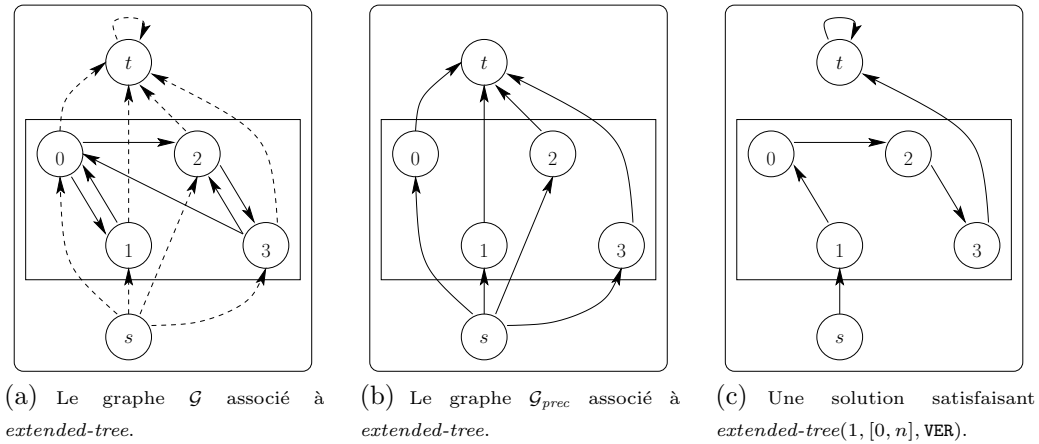 t
0
2
1
3
s
(a) Le graphe 𝒢 associé à
extended-tree.
t
0
2
1
3
s
(b) Le graphe 𝒢prec associé à
extended-tree.
t
0
2
1
3
s
(c) Une solution satisfaisant
extended-tree(1, [0, n], VER).